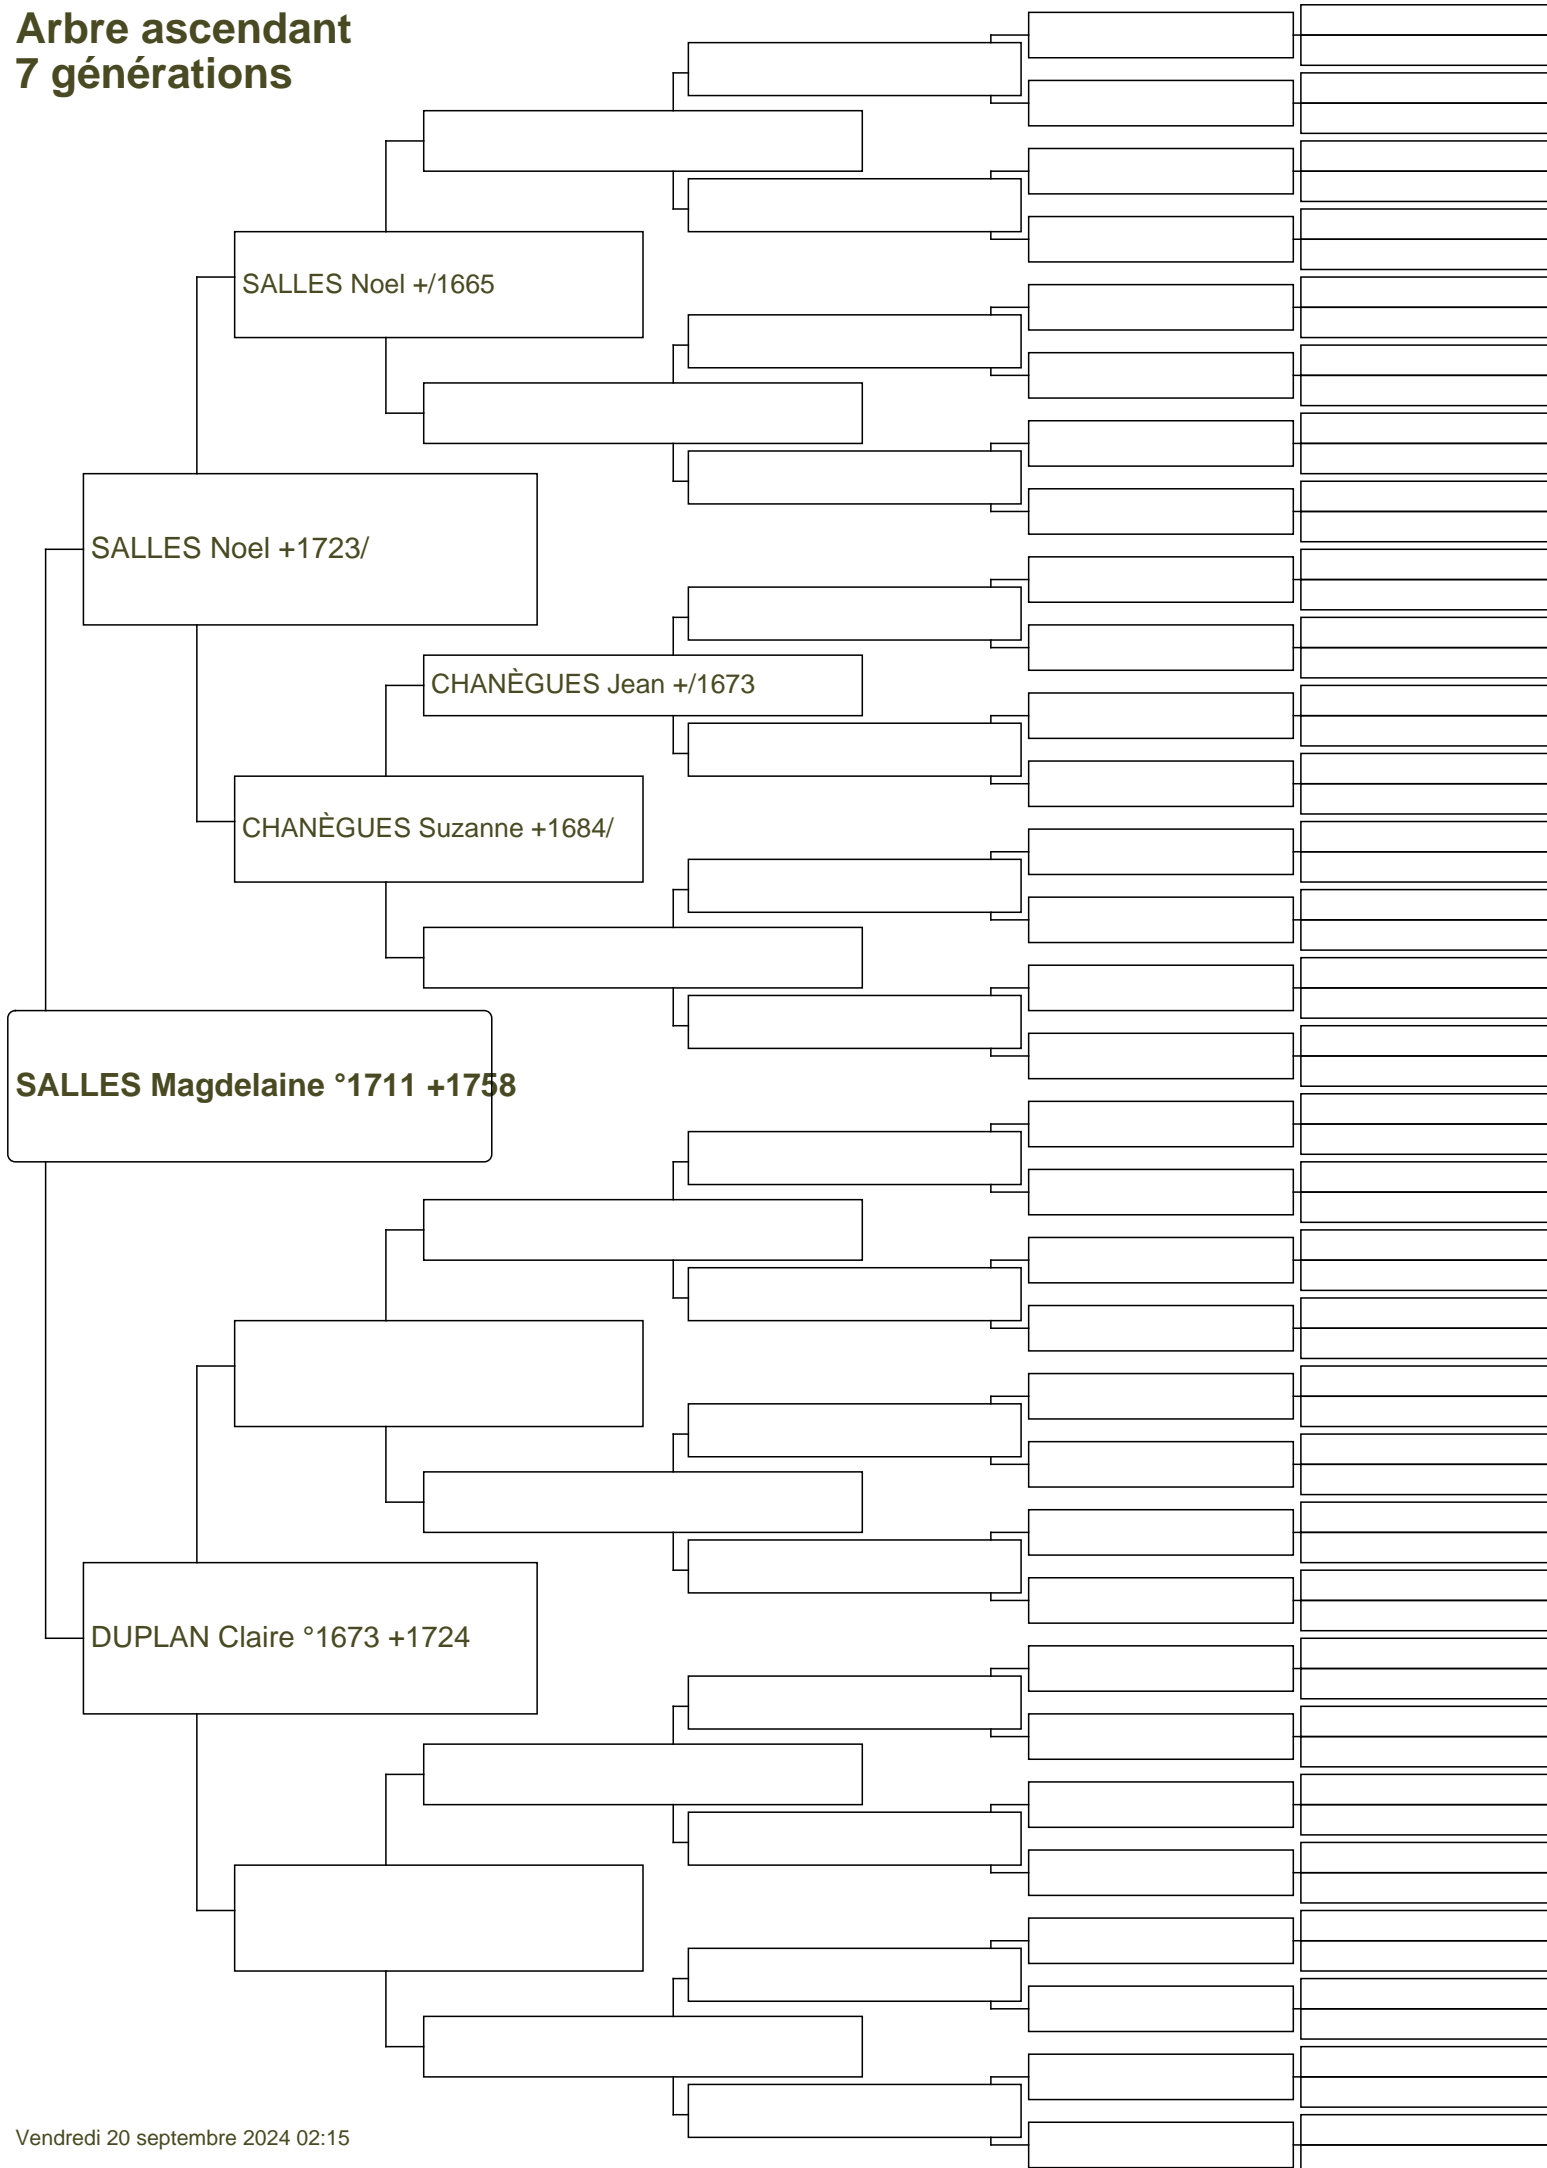 Arbre ascendant
7 générations
SALLES Noel +/1665
SALLES Noel +1723/
CHANÈGUES Jean +/1673
CHANÈGUES Suzanne +1684/
SALLES Magdelaine °1711 +1758
DUPLAN Claire °1673 +1724
Vendredi 20 septembre 2024 02:15